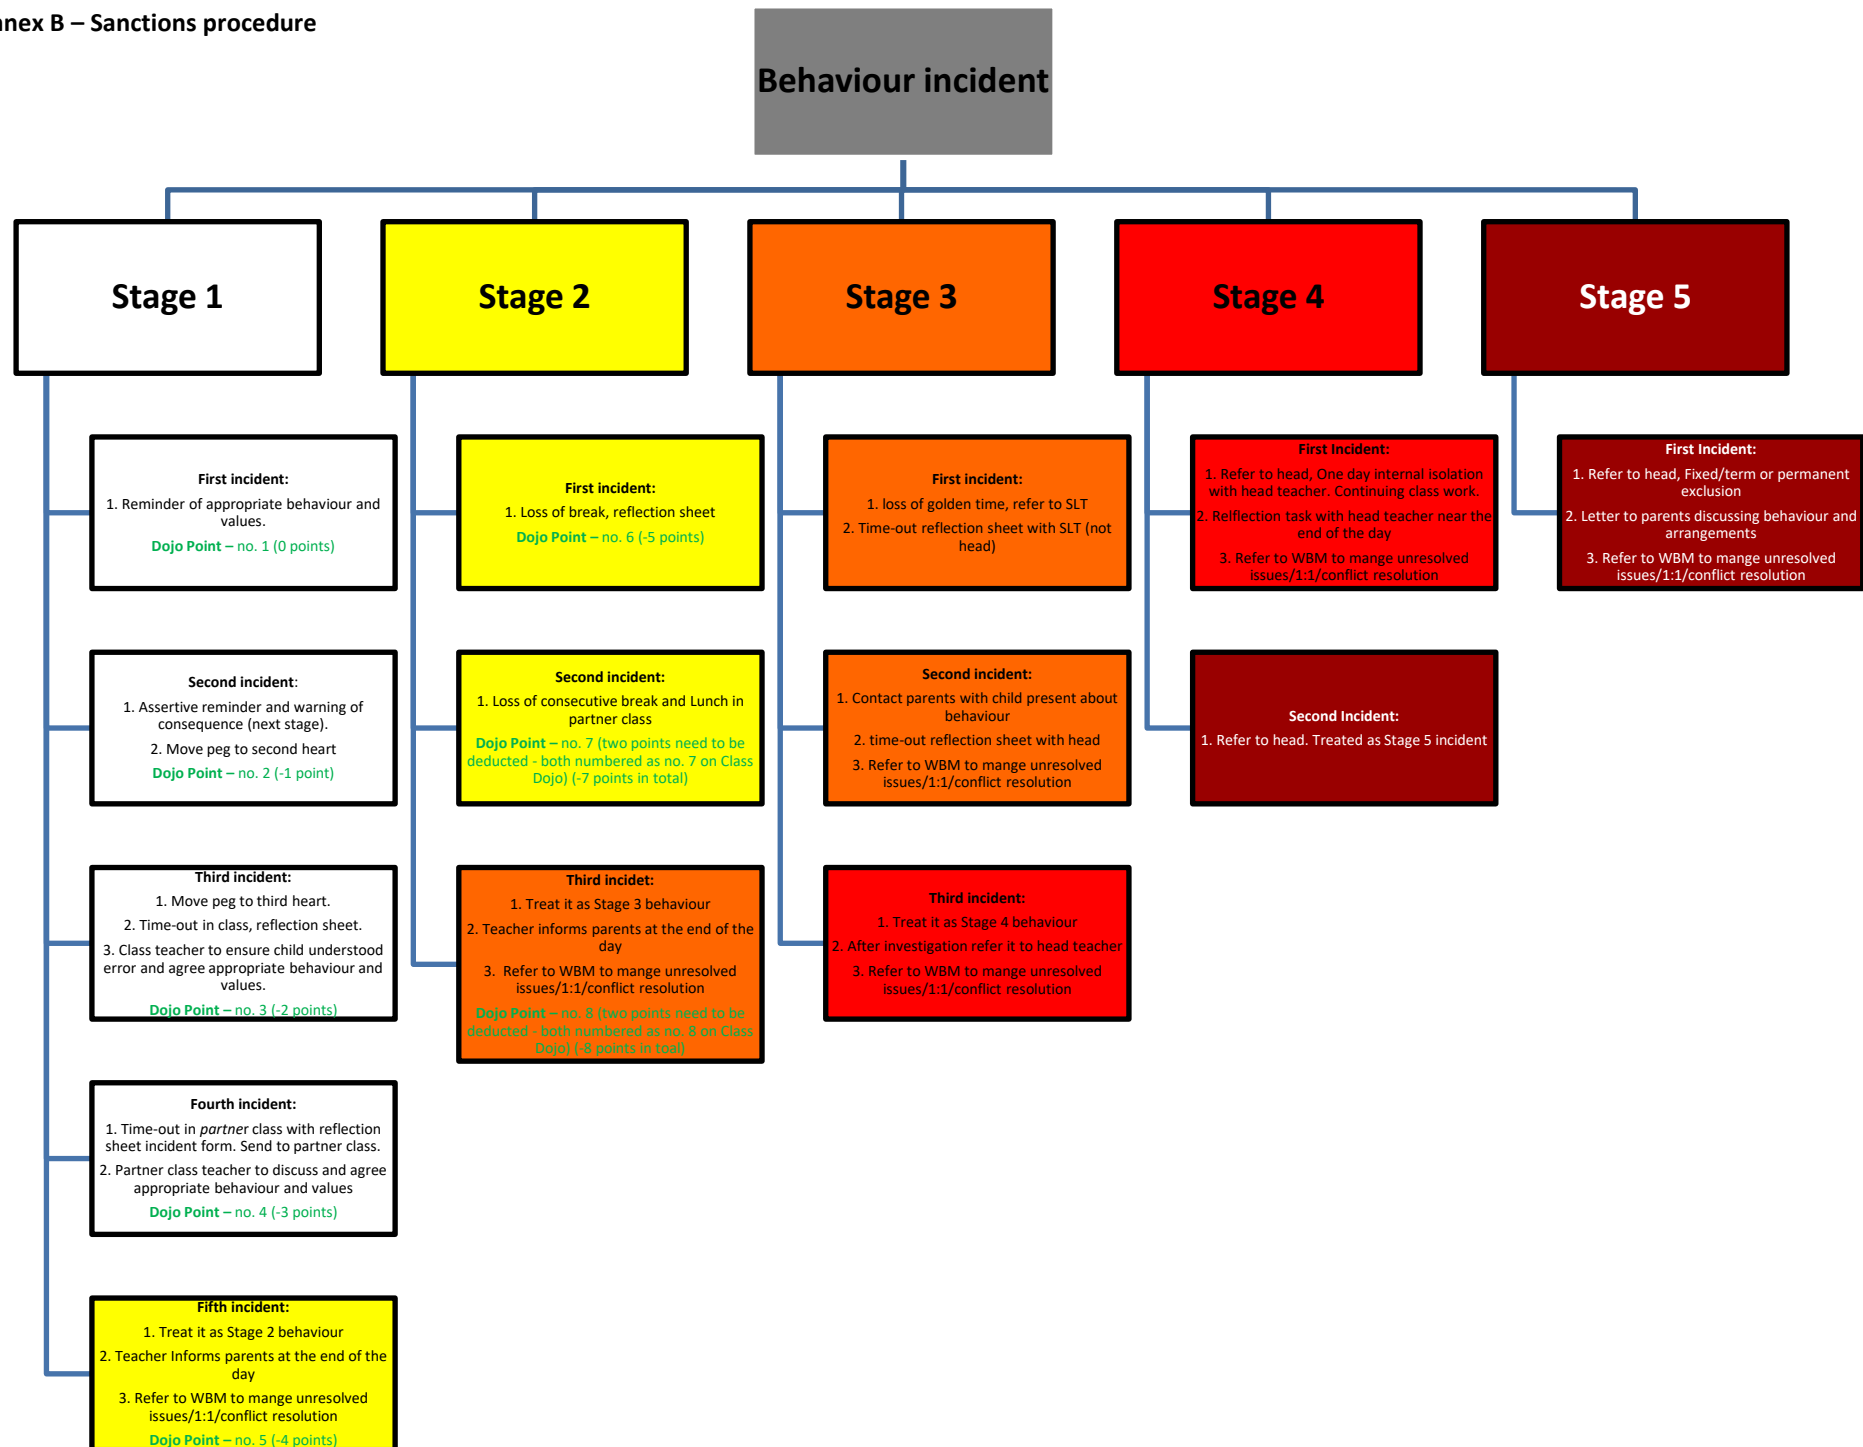 nnex B – Sanctions procedure
Behaviour incident
Stage 1
Stage 2
Stage 3
Stage 4
Stage 5
First incident:
1. Reminder of appropriate behaviour and
values.
Dojo Point – no. 1 (0 points)
Second incident:
1. Assertive reminder and warning of
consequence (next stage).
2. Move peg to second heart
Dojo Point – no. 2 (-1 point)
Third incident:
1. Move peg to third heart.
2. Time-out in class, reflection sheet.
3. Class teacher to ensure child understood
error and agree appropriate behaviour and
values.
Dojo Point – no. 3 (-2 points)
Fourth incident:
1. Time-out in partner class with reflection
sheet incident form. Send to partner class.
2. Partner class teacher to discuss and agree
appropriate behaviour and values
Dojo Point – no. 4 (-3 points)
Fifth incident:
1. Treat it as Stage 2 behaviour
2. Teacher Informs parents at the end of the
day
3. Refer to WBM to mange unresolved
issues/1:1/conflict resolution
Dojo Point – no. 5 (-4 points)
First incident:
1. Loss of break, reflection sheet
Dojo Point – no. 6 (-5 points)
Second incident:
1. Loss of consecutive break and Lunch in
partner class
Dojo Point – no. 7 (two points need to be
deducted - both numbered as no. 7 on Class
Dojo) (-7 points in total)
Third incidet:
1. Treat it as Stage 3 behaviour
2. Teacher informs parents at the end of the
day
3. Refer to WBM to mange unresolved
issues/1:1/conflict resolution
Dojo Point – no. 8 (two points need to be
deducted - both numbered as no. 8 on Class
Dojo) (-8 points in toal)
First incident:
1. loss of golden time, refer to SLT
2. Time-out reflection sheet with SLT (not
head)
Second incident:
1. Contact parents with child present about
behaviour
2. time-out reflection sheet with head
3. Refer to WBM to mange unresolved
issues/1:1/conflict resolution
Third incident:
1. Treat it as Stage 4 behaviour
2. After investigation refer it to head teacher
3. Refer to WBM to mange unresolved
issues/1:1/conflict resolution
First Incident:
1. Refer to head, One day internal isolation
with head teacher. Continuing class work.
2. Relflection task with head teacher near the
end of the day
3. Refer to WBM to mange unresolved
issues/1:1/conflict resolution
Second Incident:
1. Refer to head. Treated as Stage 5 incident
First Incident:
1. Refer to head, Fixed/term or permanent
exclusion
2. Letter to parents discussing behaviour and
arrangements
3. Refer to WBM to mange unresolved
issues/1:1/conflict resolution